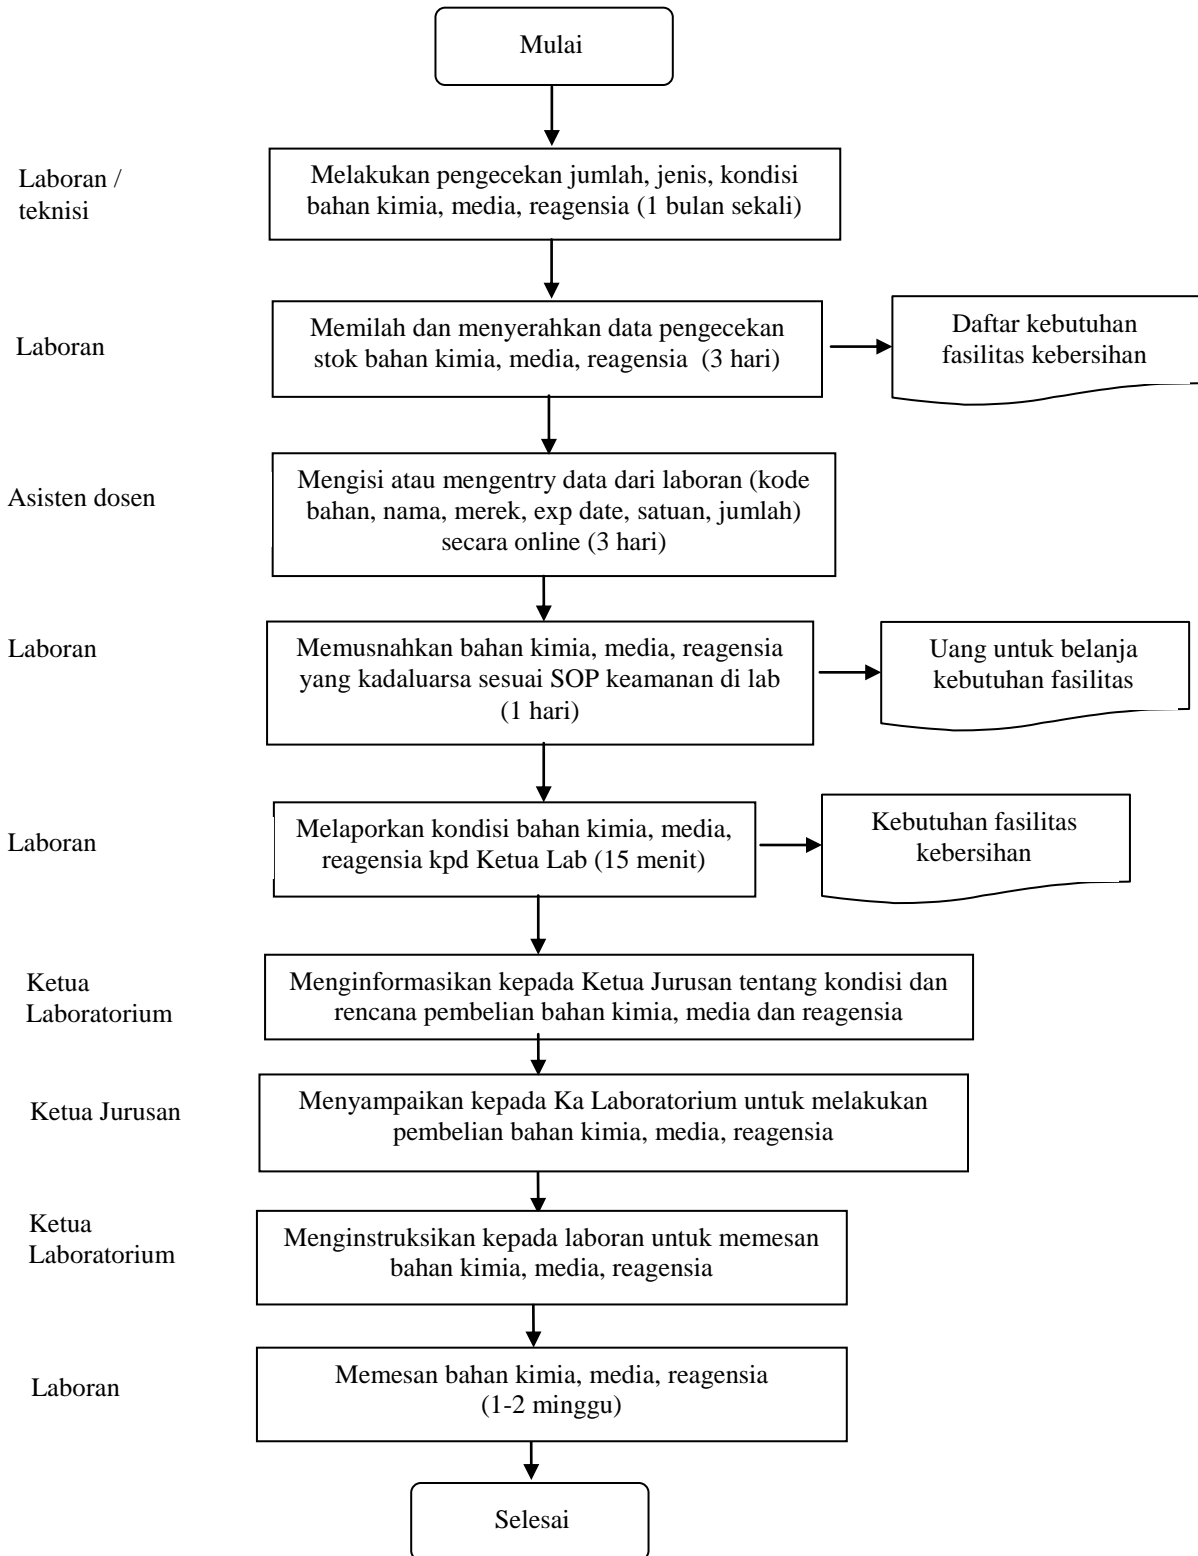 Mulai
Laboran /
teknisi
Melakukan pengecekan jumlah, jenis, kondisi
bahan kimia, media, reagensia (1 bulan sekali)
Laboran
Memilah dan menyerahkan data pengecekan
stok bahan kimia, media, reagensia (3 hari)
Daftar kebutuhan
fasilitas kebersihan
Asisten dosen
Mengisi atau mengentry data dari laboran (kode
bahan, nama, merek, exp date, satuan, jumlah)
secara online (3 hari)
Laboran
Memusnahkan bahan kimia, media, reagensia
yang kadaluarsa sesuai SOP keamanan di lab
(1 hari)
Uang untuk belanja
kebutuhan fasilitas
Laboran
Melaporkan kondisi bahan kimia, media,
reagensia kpd Ketua Lab (15 menit)
Kebutuhan fasilitas
kebersihan
Ketua
Laboratorium
Menginformasikan kepada Ketua Jurusan tentang kondisi dan
rencana pembelian bahan kimia, media dan reagensia
Ketua Jurusan
Menyampaikan kepada Ka Laboratorium untuk melakukan
pembelian bahan kimia, media, reagensia
Ketua
Laboratorium
Menginstruksikan kepada laboran untuk memesan
bahan kimia, media, reagensia
Laboran
Memesan bahan kimia, media, reagensia
(1-2 minggu)
Selesai